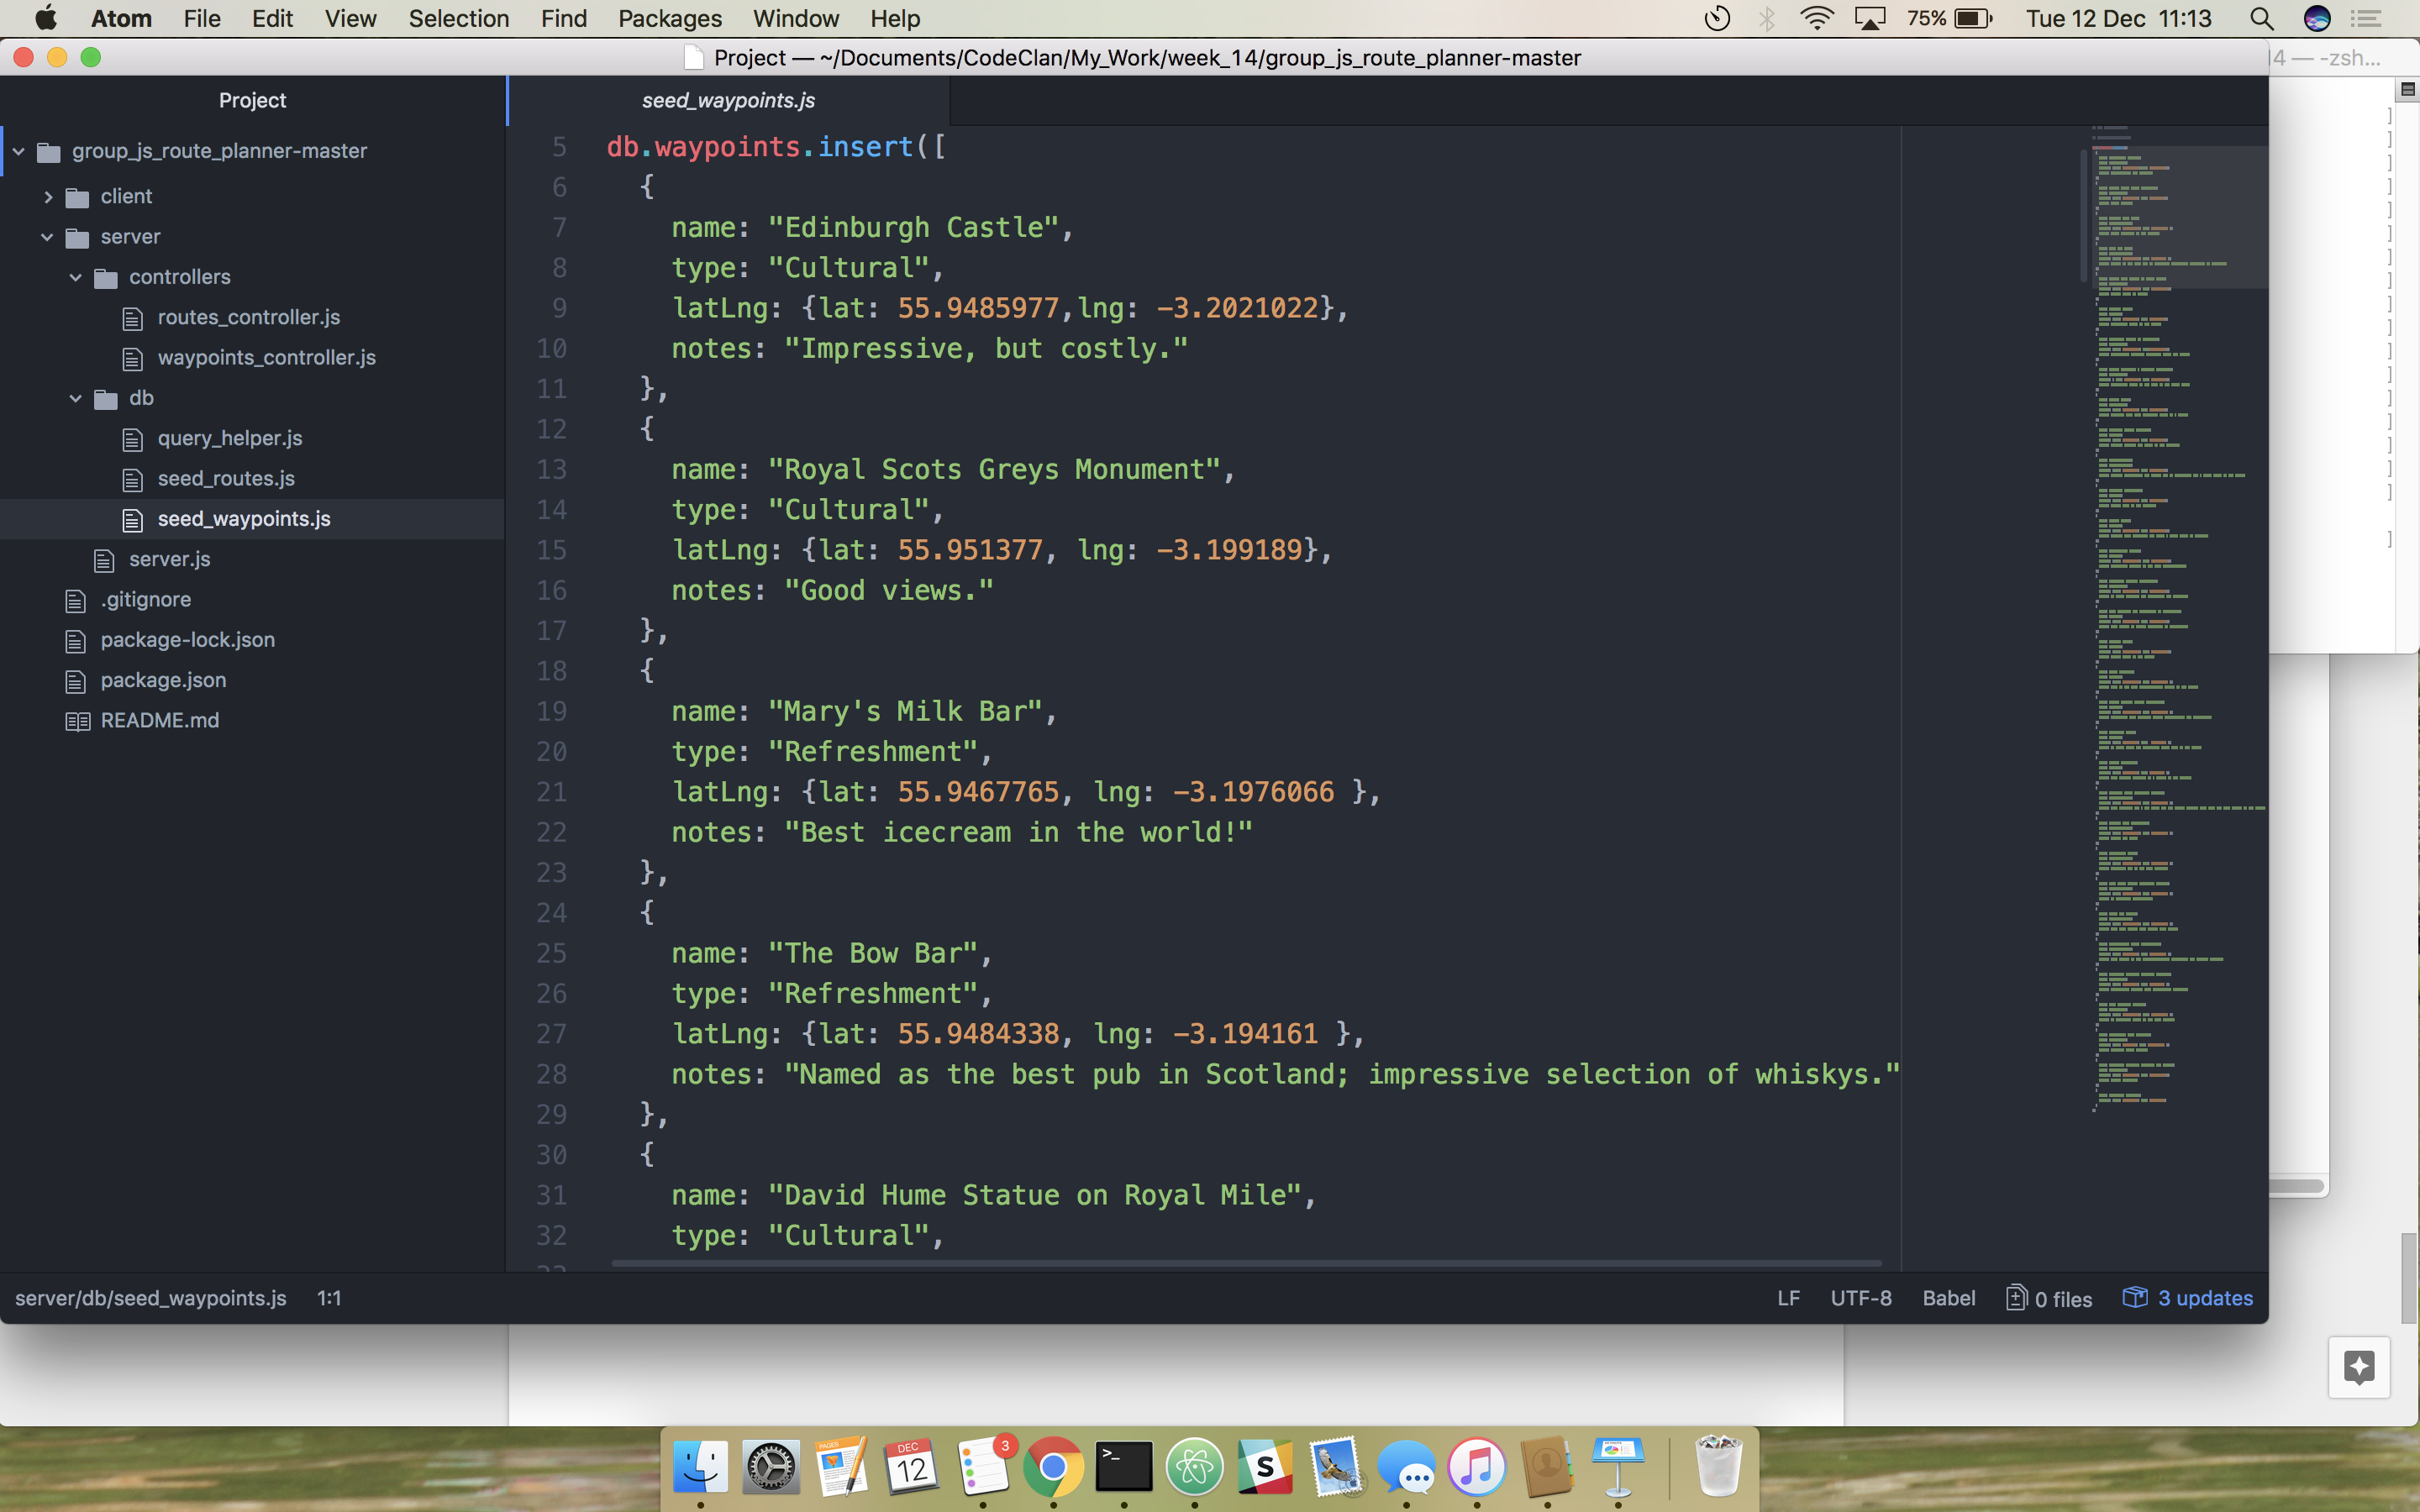 Atom File Edit View Selection Find Packages Window Help 75% Tue 12 Dec 11:13
Project — ~/Documents/CodeClan/My_Work/week_14/group_js_route_planner-master
4 — -zsh...
Project
seed_waypoints.js
group_js_route_planner-master
client
server
controllers
routes_controller.js
waypoints_controller.js
db
query_helper.js
seed_routes.js
seed_waypoints.js
server.js
.gitignore
package-lock.json
package.json
README.md
5 db.waypoints.insert([
6 {
7 name: "Edinburgh Castle",
8 type: "Cultural",
9 latLng: {lat: 55.9485977,lng: -3.2021022},
10 notes: "Impressive, but costly."
11 },
12 {
13 name: "Royal Scots Greys Monument",
14 type: "Cultural",
15 latLng: {lat: 55.951377, lng: -3.199189},
16 notes: "Good views."
17 },
18 {
19 name: "Mary's Milk Bar",
20 type: "Refreshment",
21 latLng: {lat: 55.9467765, lng: -3.1976066 },
22 notes: "Best icecream in the world!"
23 },
24 {
25 name: "The Bow Bar",
26 type: "Refreshment",
27 latLng: {lat: 55.9484338, lng: -3.194161 },
28 notes: "Named as the best pub in Scotland; impressive selection of whiskys."
29 },
30 {
31 name: "David Hume Statue on Royal Mile",
32 type: "Cultural",
server/db/seed_waypoints.js 1:1 LF UTF-8 Babel 0 files 3 updates
PAGES
DEC
12
3
>_
S